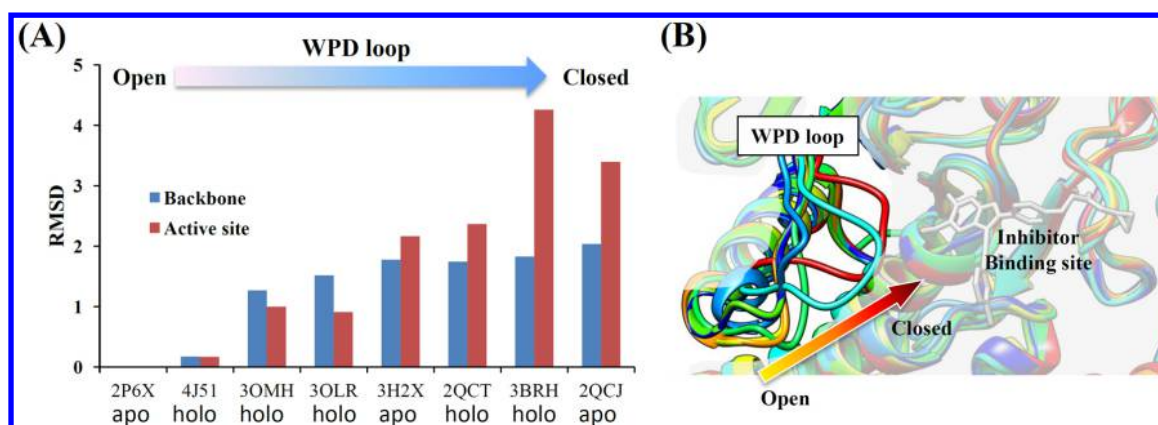 (A)
WPD loop
Open
Closed
5
4
3
2
1
0
RMSD
Backbone
Active site
2P6X 4J51 3OMH 3OLR 3H2X 2QCT 3BRH 2QCJ
apo holo holo holo apo holo holo apo
(B)
WPD loop
Inhibitor
Binding site
Closed
Open